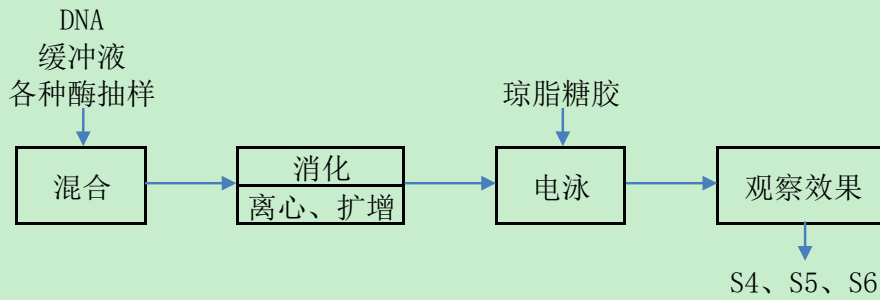 DNA
缓冲液
各种酶抽样
琼脂糖胶
混合
消化
离心、扩增
电泳
观察效果
S4、S5、S6